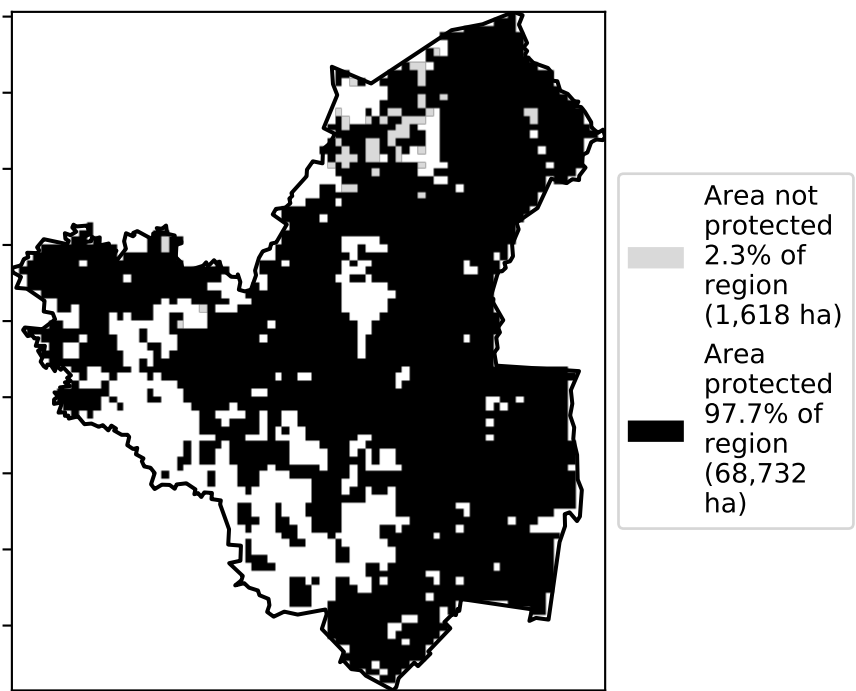 Area not
protected
2.3% of
region
(1,618 ha)
Area
protected
97.7% of
region
(68,732
ha)